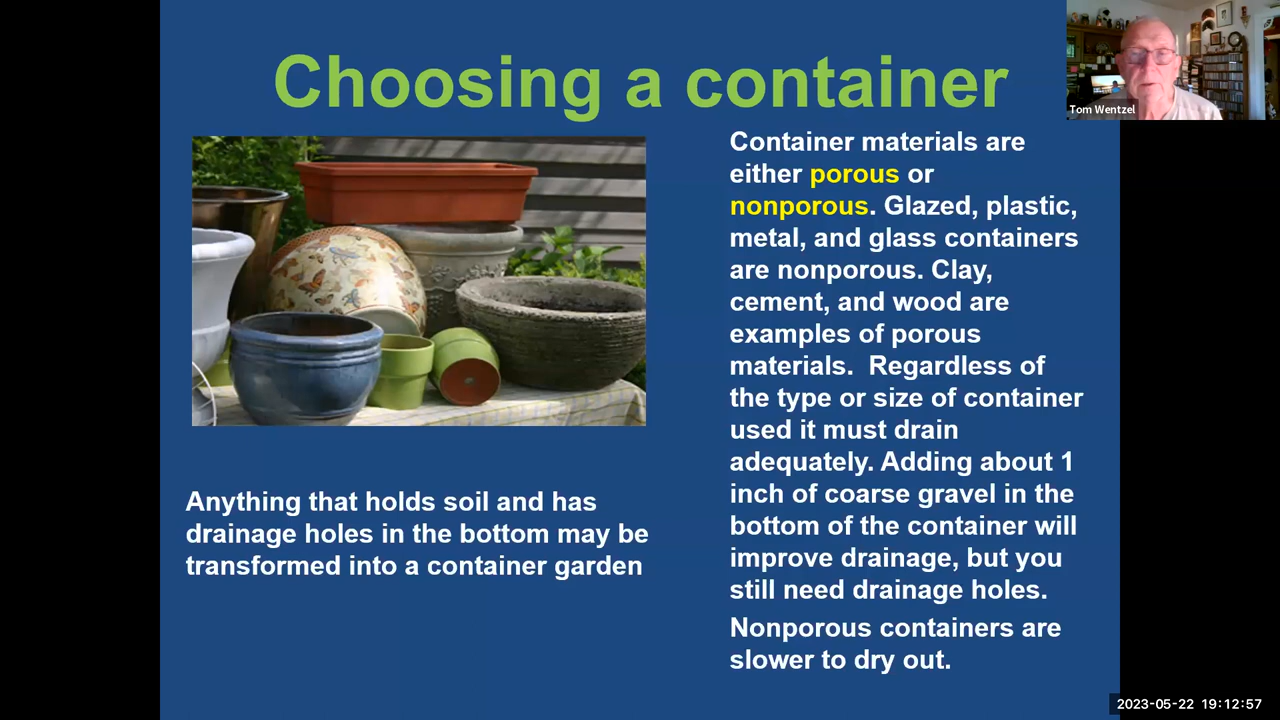 Choosing a container
Tom Wentzel
Container materials are
either porous or
nonporous. Glazed, plastic,
metal, and glass containers
are nonporous. Clay,
cement, and wood are
examples of porous
materials.  Regardless of
the type or size of container
used it must drain
adequately. Adding about 1
inch of coarse gravel in the
bottom of the container will
improve drainage, but you
still need drainage holes.
Nonporous containers are
slower to dry out.
Anything that holds soil and has
drainage holes in the bottom may be
transformed into a container garden
2023-05-22 19:12:57